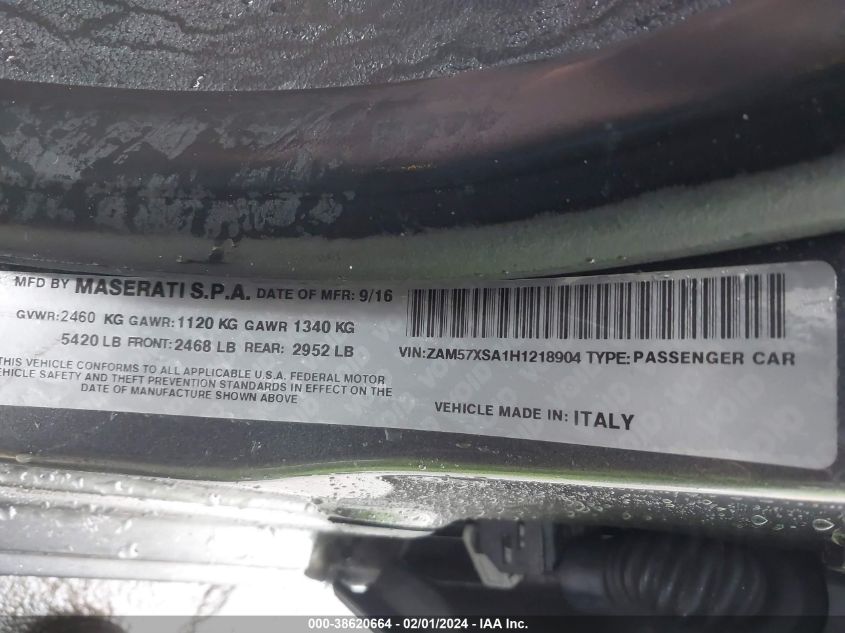 MFD BY MASERATI S.P.A. DATE OF MFR: 9/16
GVWR:2460 KG GAWR:1120 KG GAWR 1340 KG
5420 LB FRONT:2468 LB REAR: 2952 LB
THIS VEHICLE CONFORMS TO ALL APPLICABLE U.S.A. FEDERAL MOTOR
VEHICLE SAFETY AND THEFT PREVENTION STANDARDS IN EFFECT ON THE
DATE OF MANUFACTURE SHOWN ABOVE
VIN:ZAM57XSA1H1218904 TYPE:PASSENGER CAR
VEHICLE MADE IN: ITALY
000-38620664 - 02/01/2024 - IAA Inc.